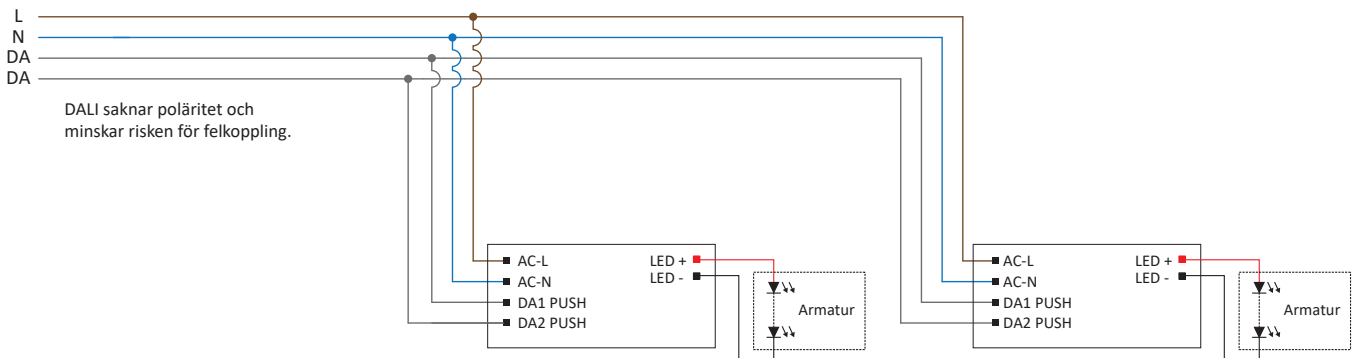 L
N
DA
DA
DALI saknar poläritet och
minskar risken för felkoppling.
AC-L
AC-N
DA1 PUSH
DA2 PUSH
LED +
LED -
Armatur
AC-L
AC-N
DA1 PUSH
DA2 PUSH
LED +
LED -
Armatur